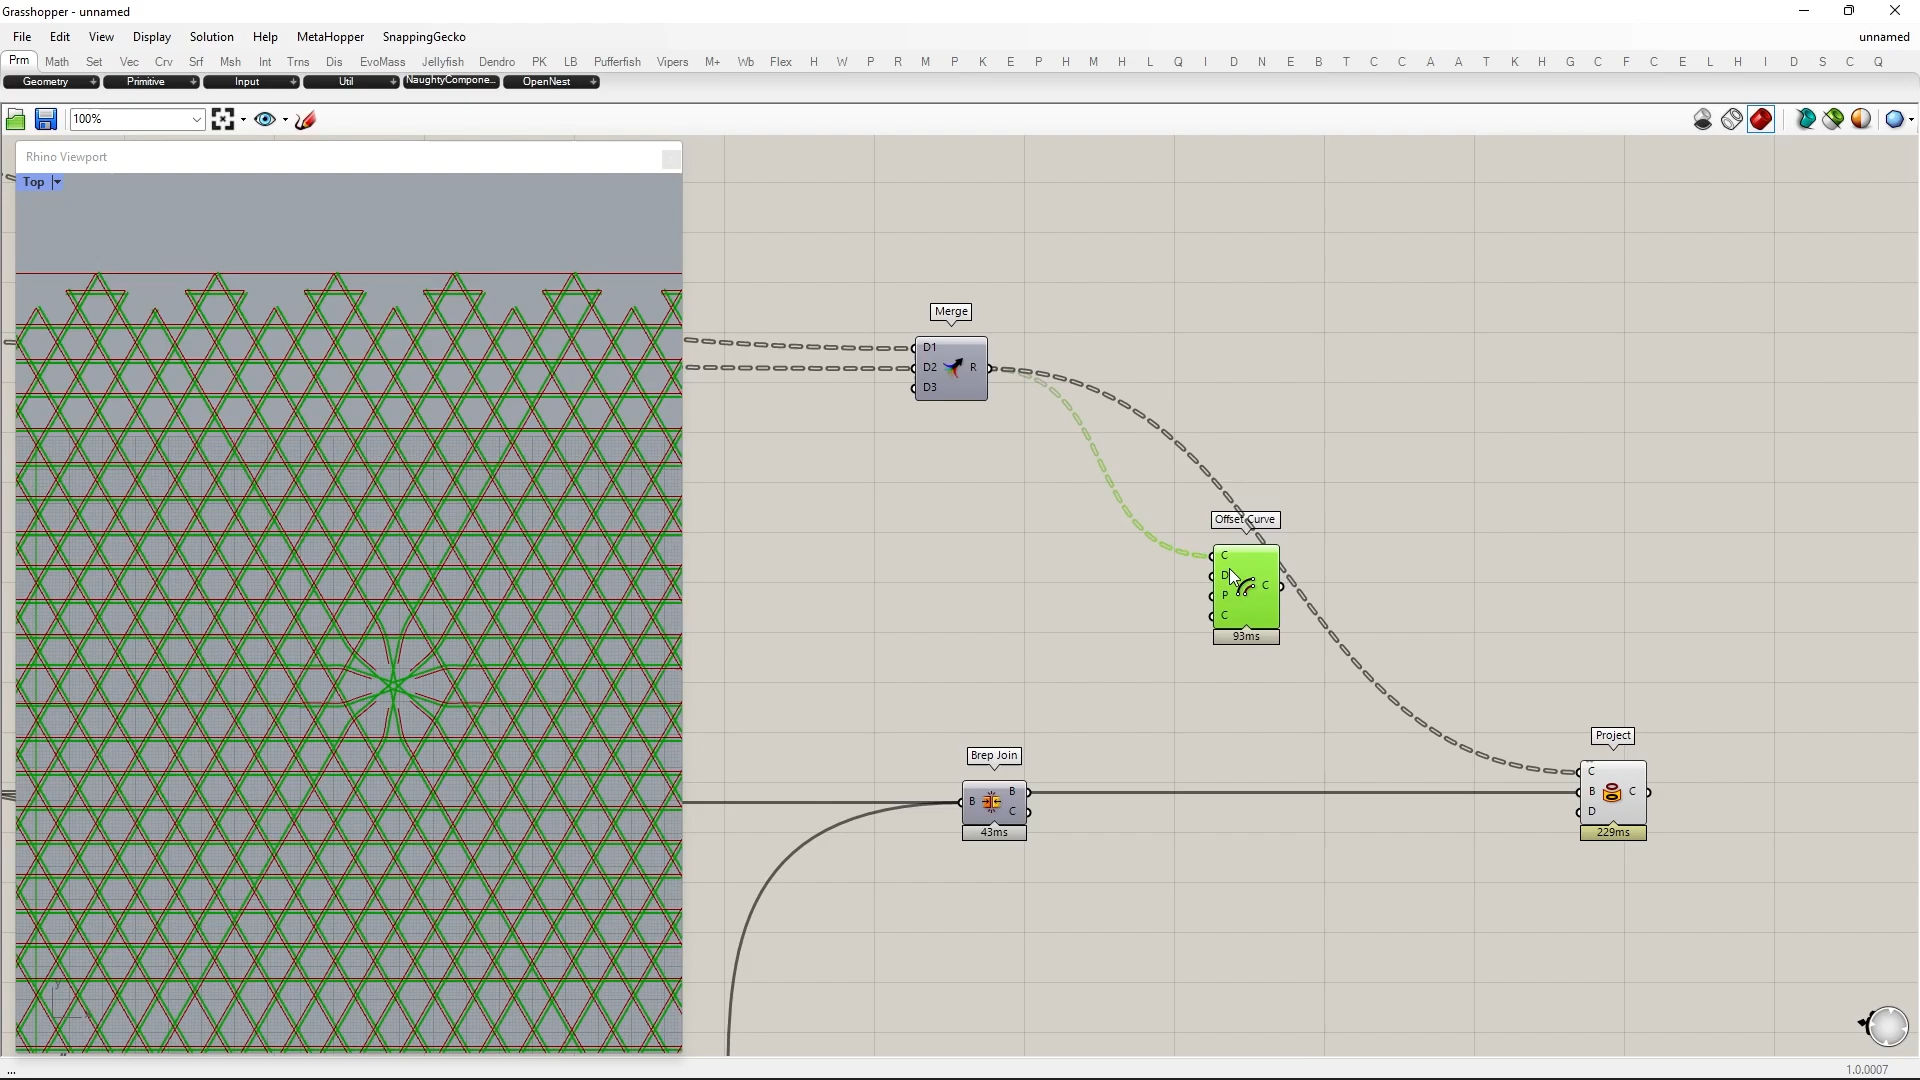 Grasshopper - unnamed
File Edit View Display Solution Help MetaHopper SnappingGecko unnamed
Prm Math Set Vec Crv Srf Msh Int Trns Dis EvoMass Jellyfish Dendro PK LB Pufferfish Vipers M+ Wb Flex H W P R M P K E P H M H L Q I D N E B T C C A A T K H G C F C E L H I D S C Q
Geometry Primitive Input Util NaughtyCompone... OpenNest
100%
Rhino Viewport
Top
Merge
D1
D2 R
D3
Offset Curve
C
D
P C
C
93ms
Project
C
B C
D
229ms
Brep Join
B B
C
43ms
y
... 1.0.0007